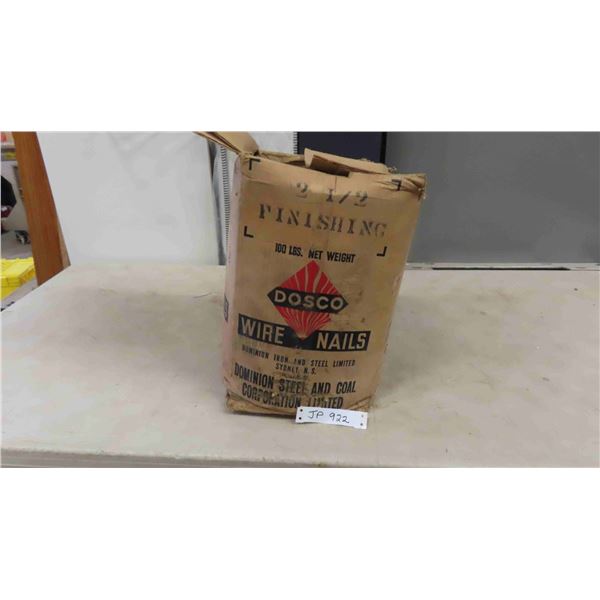 2 1/2
FINISHING
100 LBS. NET WEIGHT
DOSCO
WIRE NAILS
DOMINION IRON AND STEEL LIMITED
SYDNEY, N.S.
DOMINION STEEL AND COAL
CORPORATION LIMITED
JP 922